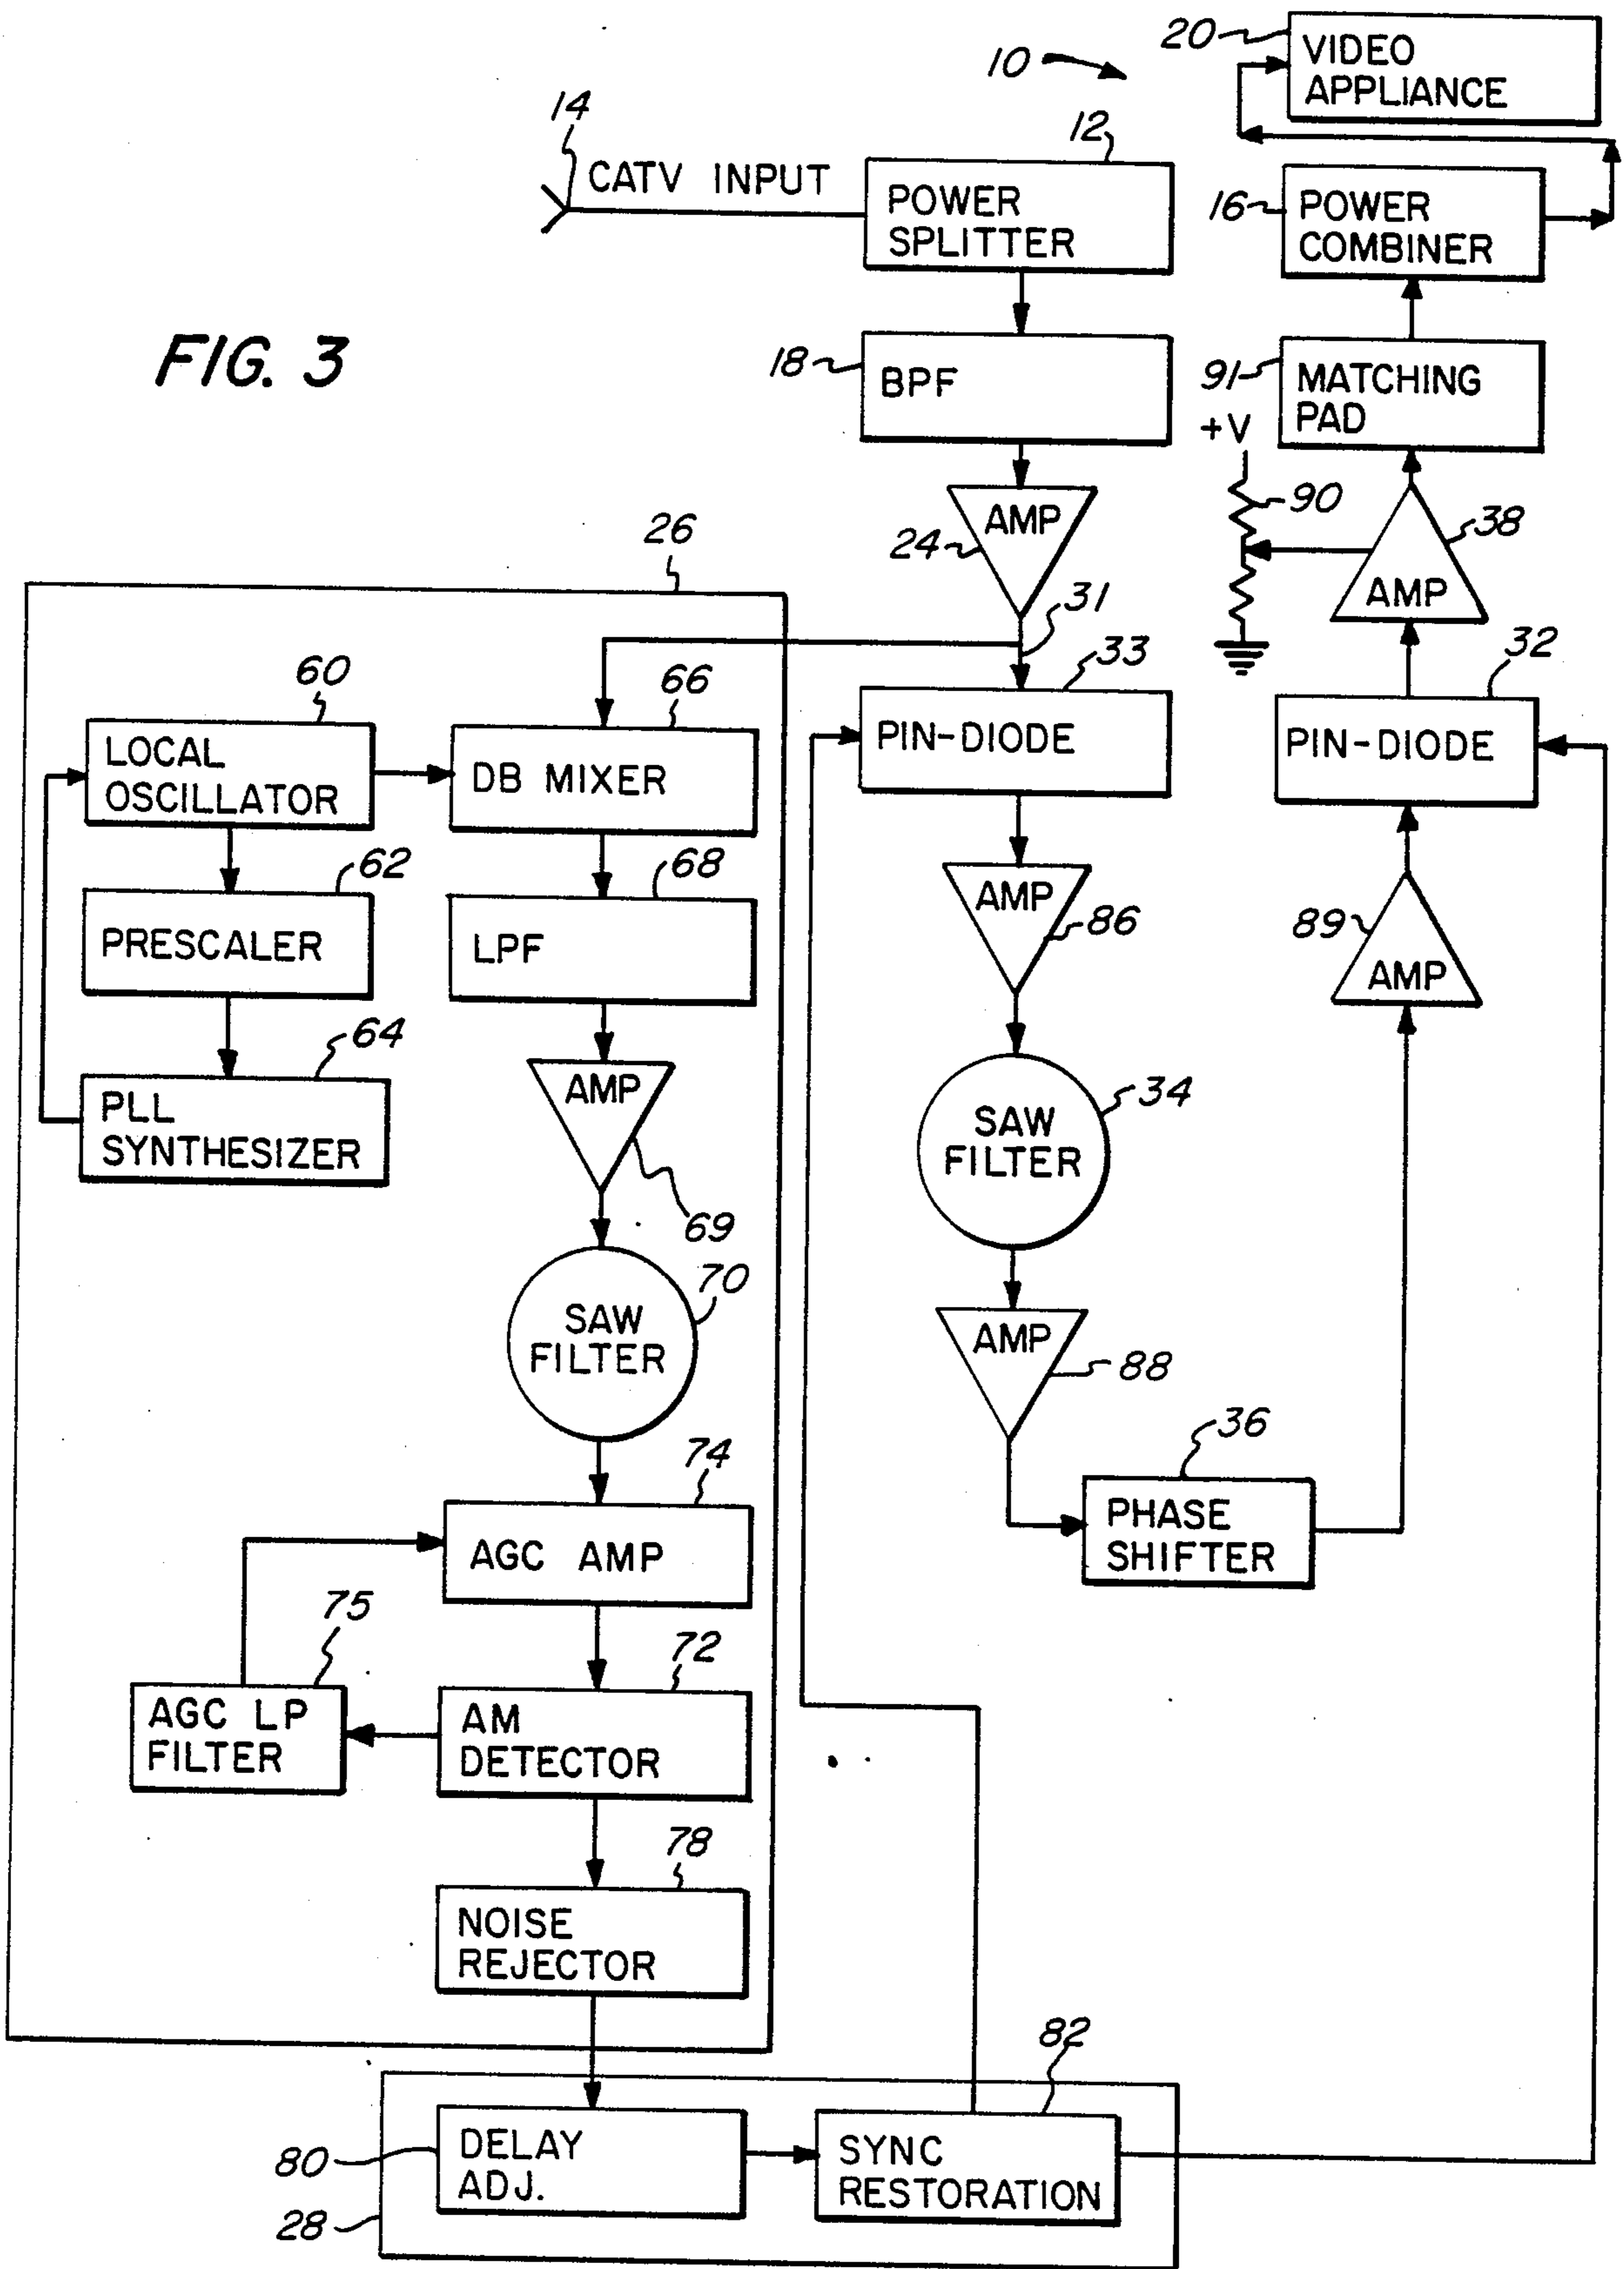 20
VIDEO
APPLIANCE
10
14
CATV INPUT
12
POWER
SPLITTER
16
POWER
COMBINER
FIG. 3
18
BPF
91
MATCHING
PAD
+V
90
AMP
24
38
AMP
26
31
33
32
60
66
LOCAL
OSCILLATOR
DB MIXER
PIN-DIODE
PIN-DIODE
62
68
PRESCALER
LPF
AMP
86
89
AMP
64
PLL
SYNTHESIZER
AMP
69
34
SAW
FILTER
70
SAW
FILTER
AMP
88
36
PHASE
SHIFTER
74
AGC AMP
75
AGC LP
FILTER
72
AM
DETECTOR
78
NOISE
REJECTOR
82
80
DELAY
ADJ.
SYNC
RESTORATION
28